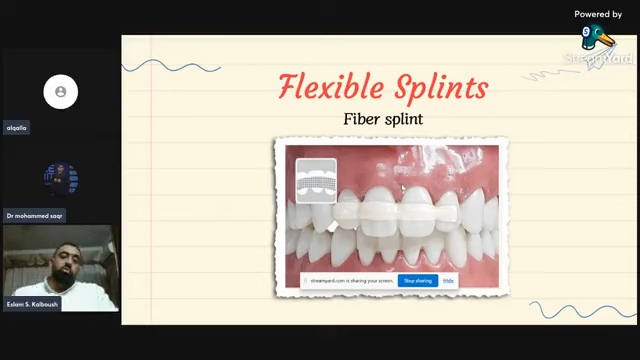 Powered by
StreamYard
Flexible Splints
Fiber splint
alqalla
Dr mohammed saqr
Eslam S. Kalboush
streamyard.com is sharing your screen.
Stop sharing
Hide